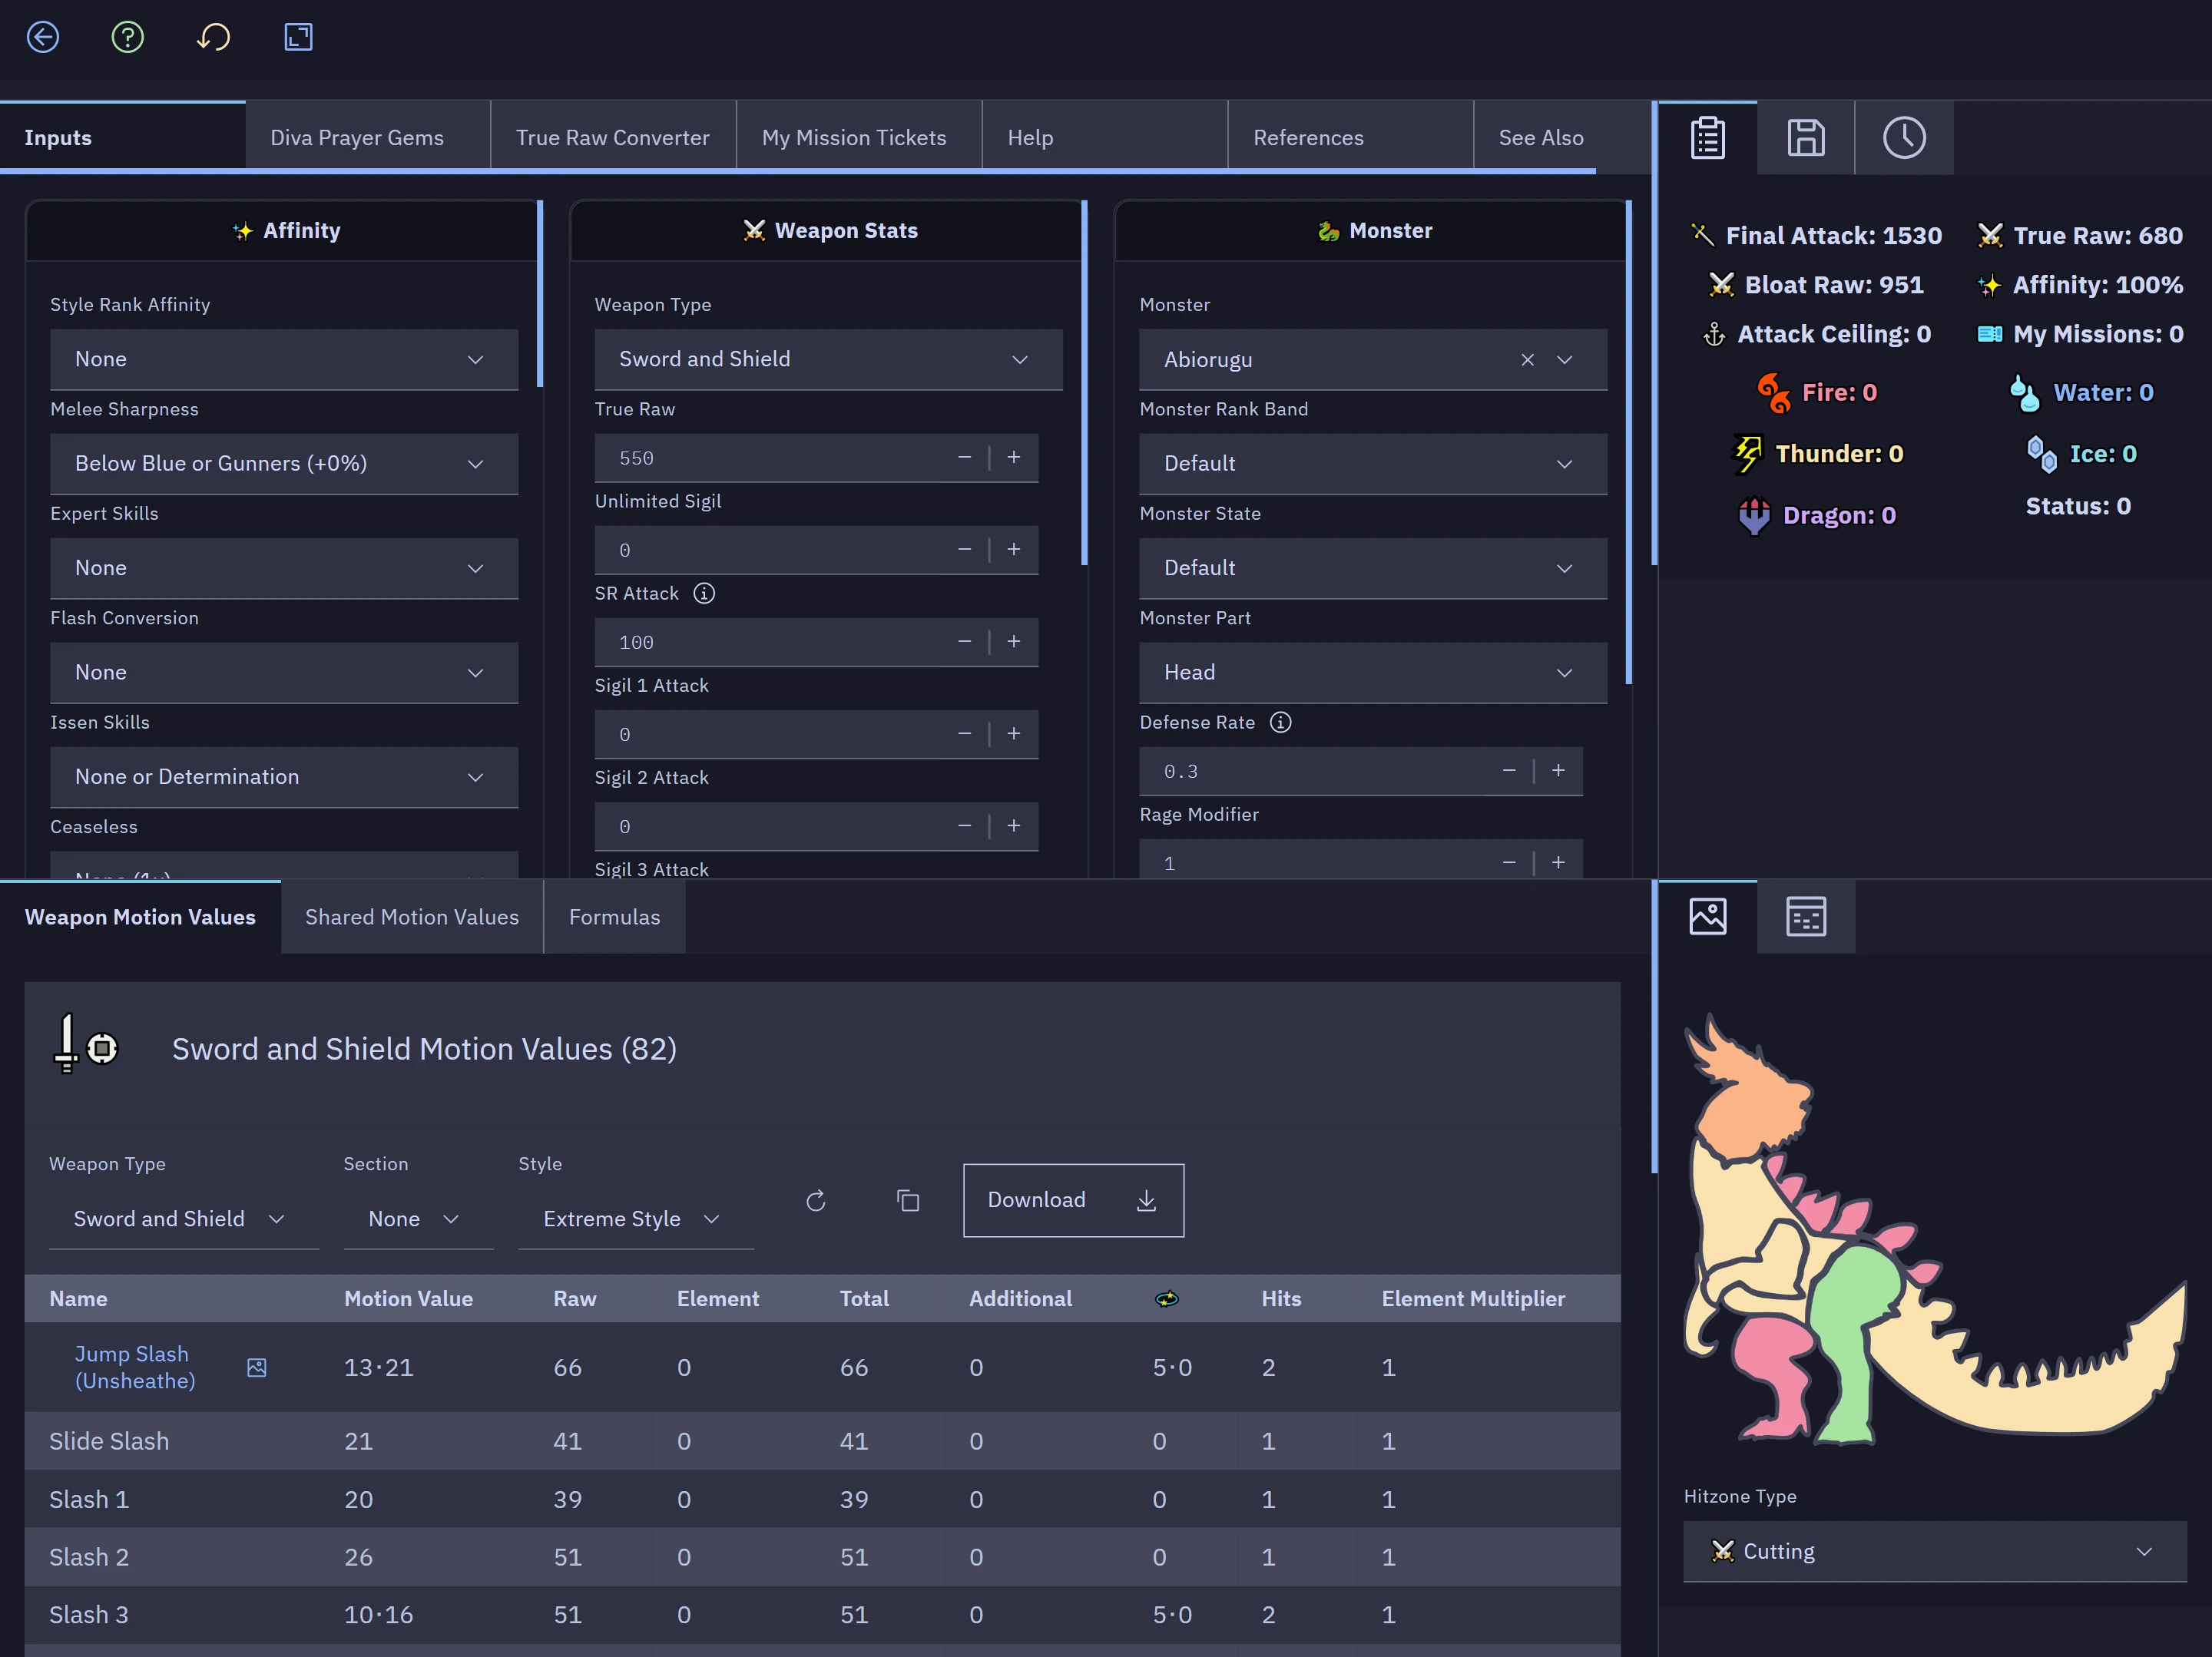 Inputs
Diva Prayer Gems
True Raw Converter
My Mission Tickets
Help
References
See Also
Affinity
Style Rank Affinity
None
Melee Sharpness
Below Blue or Gunners (+0%)
Expert Skills
None
Flash Conversion
None
Issen Skills
None or Determination
Ceaseless
Weapon Stats
Weapon Type
Sword and Shield
True Raw
550
Unlimited Sigil
0
SR Attack
100
Sigil 1 Attack
0
Sigil 2 Attack
0
Sigil 3 Attack
Monster
Monster
Abiorugu
Monster Rank Band
Default
Monster State
Default
Monster Part
Head
Defense Rate
0.3
Rage Modifier
1
Final Attack: 1530
True Raw: 680
Bloat Raw: 951
Affinity: 100%
Attack Ceiling: 0
My Missions: 0
Fire: 0
Water: 0
Thunder: 0
Ice: 0
Dragon: 0
Status: 0
Weapon Motion Values
Shared Motion Values
Formulas
Sword and Shield Motion Values (82)
Weapon Type
Section
Style
Sword and Shield
None
Extreme Style
Download
Name Motion Value Raw Element Total Additional Hits Element Multiplier
Jump Slash
(Unsheathe) 13·21 66 0 66 0 5·0 2 1
Slide Slash 21 41 0 41 0 0 1 1
Slash 1 20 39 0 39 0 0 1 1
Slash 2 26 51 0 51 0 0 1 1
Slash 3 10·16 51 0 51 0 5·0 2 1
Hitzone Type
Cutting